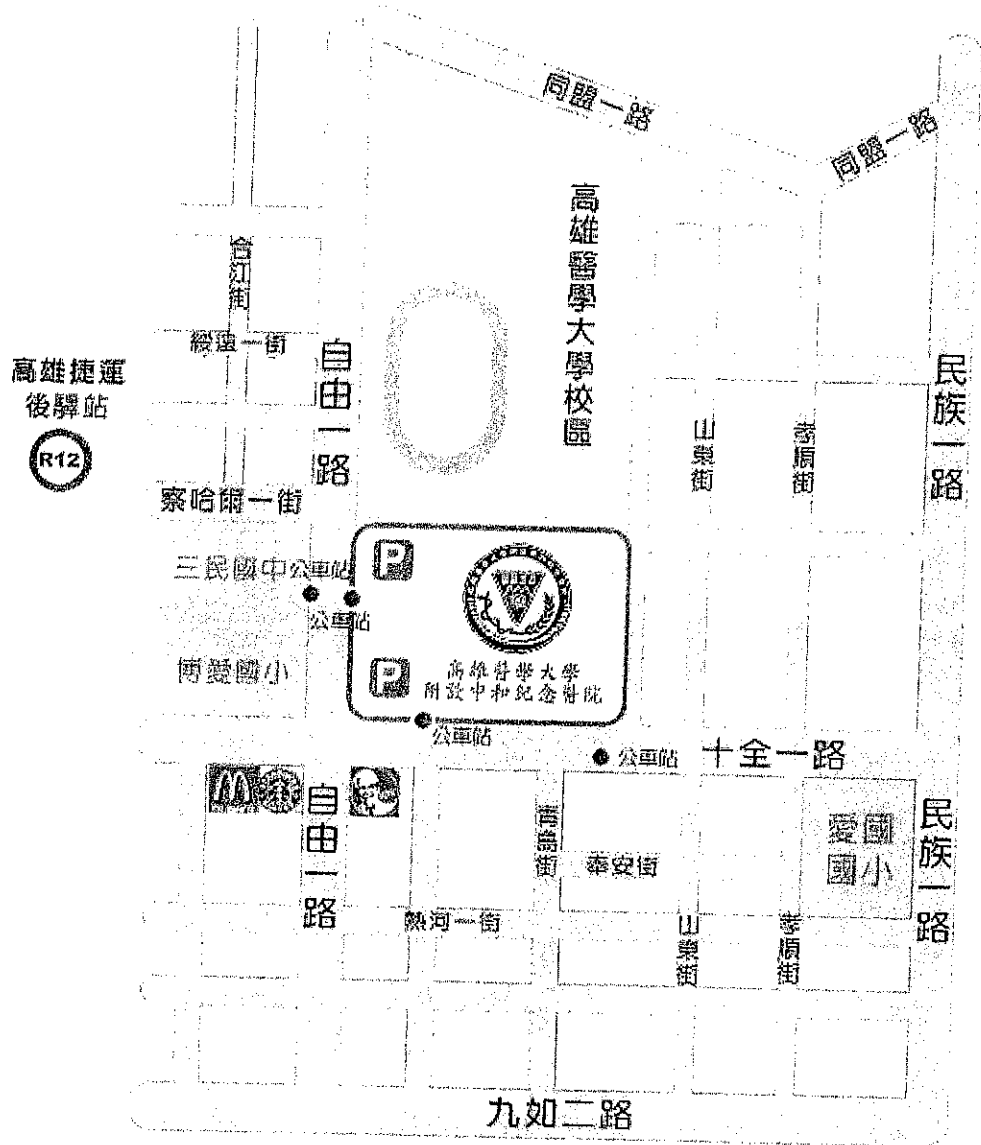 同盟一路
同盟一路
高雄醫學大學校區
合江街
綏遠一街
自由一路
民族一路
高雄捷運
後驛站
R12
山東街
孝順街
察哈爾一街
P
三民國中
公車站
公車站
博愛國小
P
高雄醫學大學
附設中和紀念醫院
公車站
公車站
十全一路
自由一路
青島街
奉安街
愛國
國小
民族一路
熱河一街
山東街
孝順街
九如二路